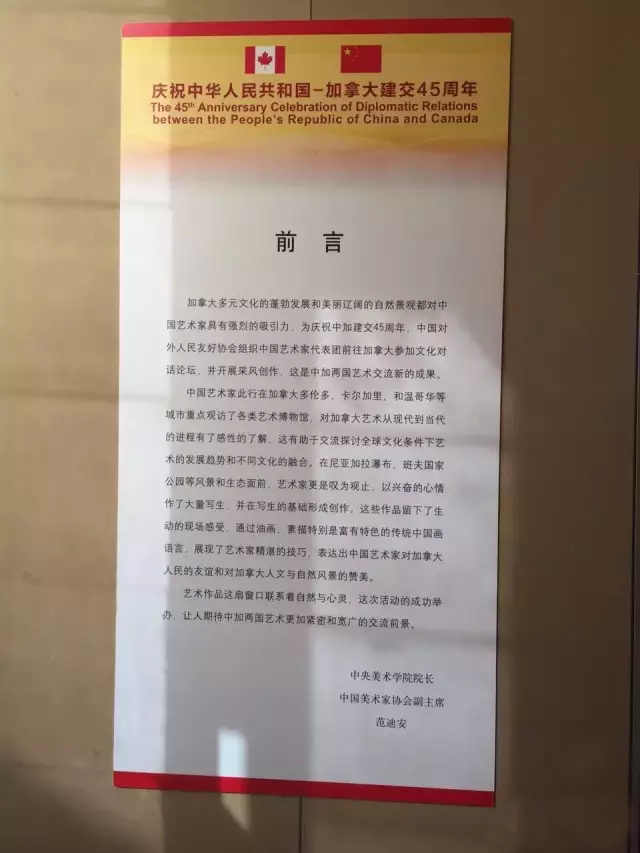 庆祝中华人民共和国-加拿大建交45周年
The 45th Anniversary Celebration of Diplomatic Relations
between the People's Republic of China and Canada
前 言
加拿大多元文化的蓬勃发展和美丽辽阔的自然景观都对中
国艺术家具有强烈的吸引力，为庆祝中加建交45周年，中国对
外人民友好协会组织中国艺术家代表团前往加拿大参加文化对
话论坛，并开展采风创作，这是中加两国艺术交流新的成果。
中国艺术家此行在加拿大多伦多、卡尔加里，和温哥华等
城市重点观访了各类艺术博物馆，对加拿大艺术从现代到当代
的进程有了感性的了解，这有助于交流探讨全球文化条件下艺
术的发展趋势和不同文化的融合。在尼亚加拉瀑布、班夫国家
公园等风景和生态面前，艺术家更是叹为观止，以兴奋的心情
作了大量写生，并在写生的基础形成创作。这些作品留下了生
动的现场感受，通过油画、素描特别是富有特色的传统中国画
语言，展现了艺术家精湛的技巧，表达出中国艺术家对加拿大
人民的友谊和对加拿大人文与自然风景的赞美。
艺术作品这扇窗口联系着自然与心灵，这次活动的成功举
办，让人期待中加两国艺术更加紧密和宽广的交流前景。
中央美术学院院长
中国美术家协会副主席
范迪安